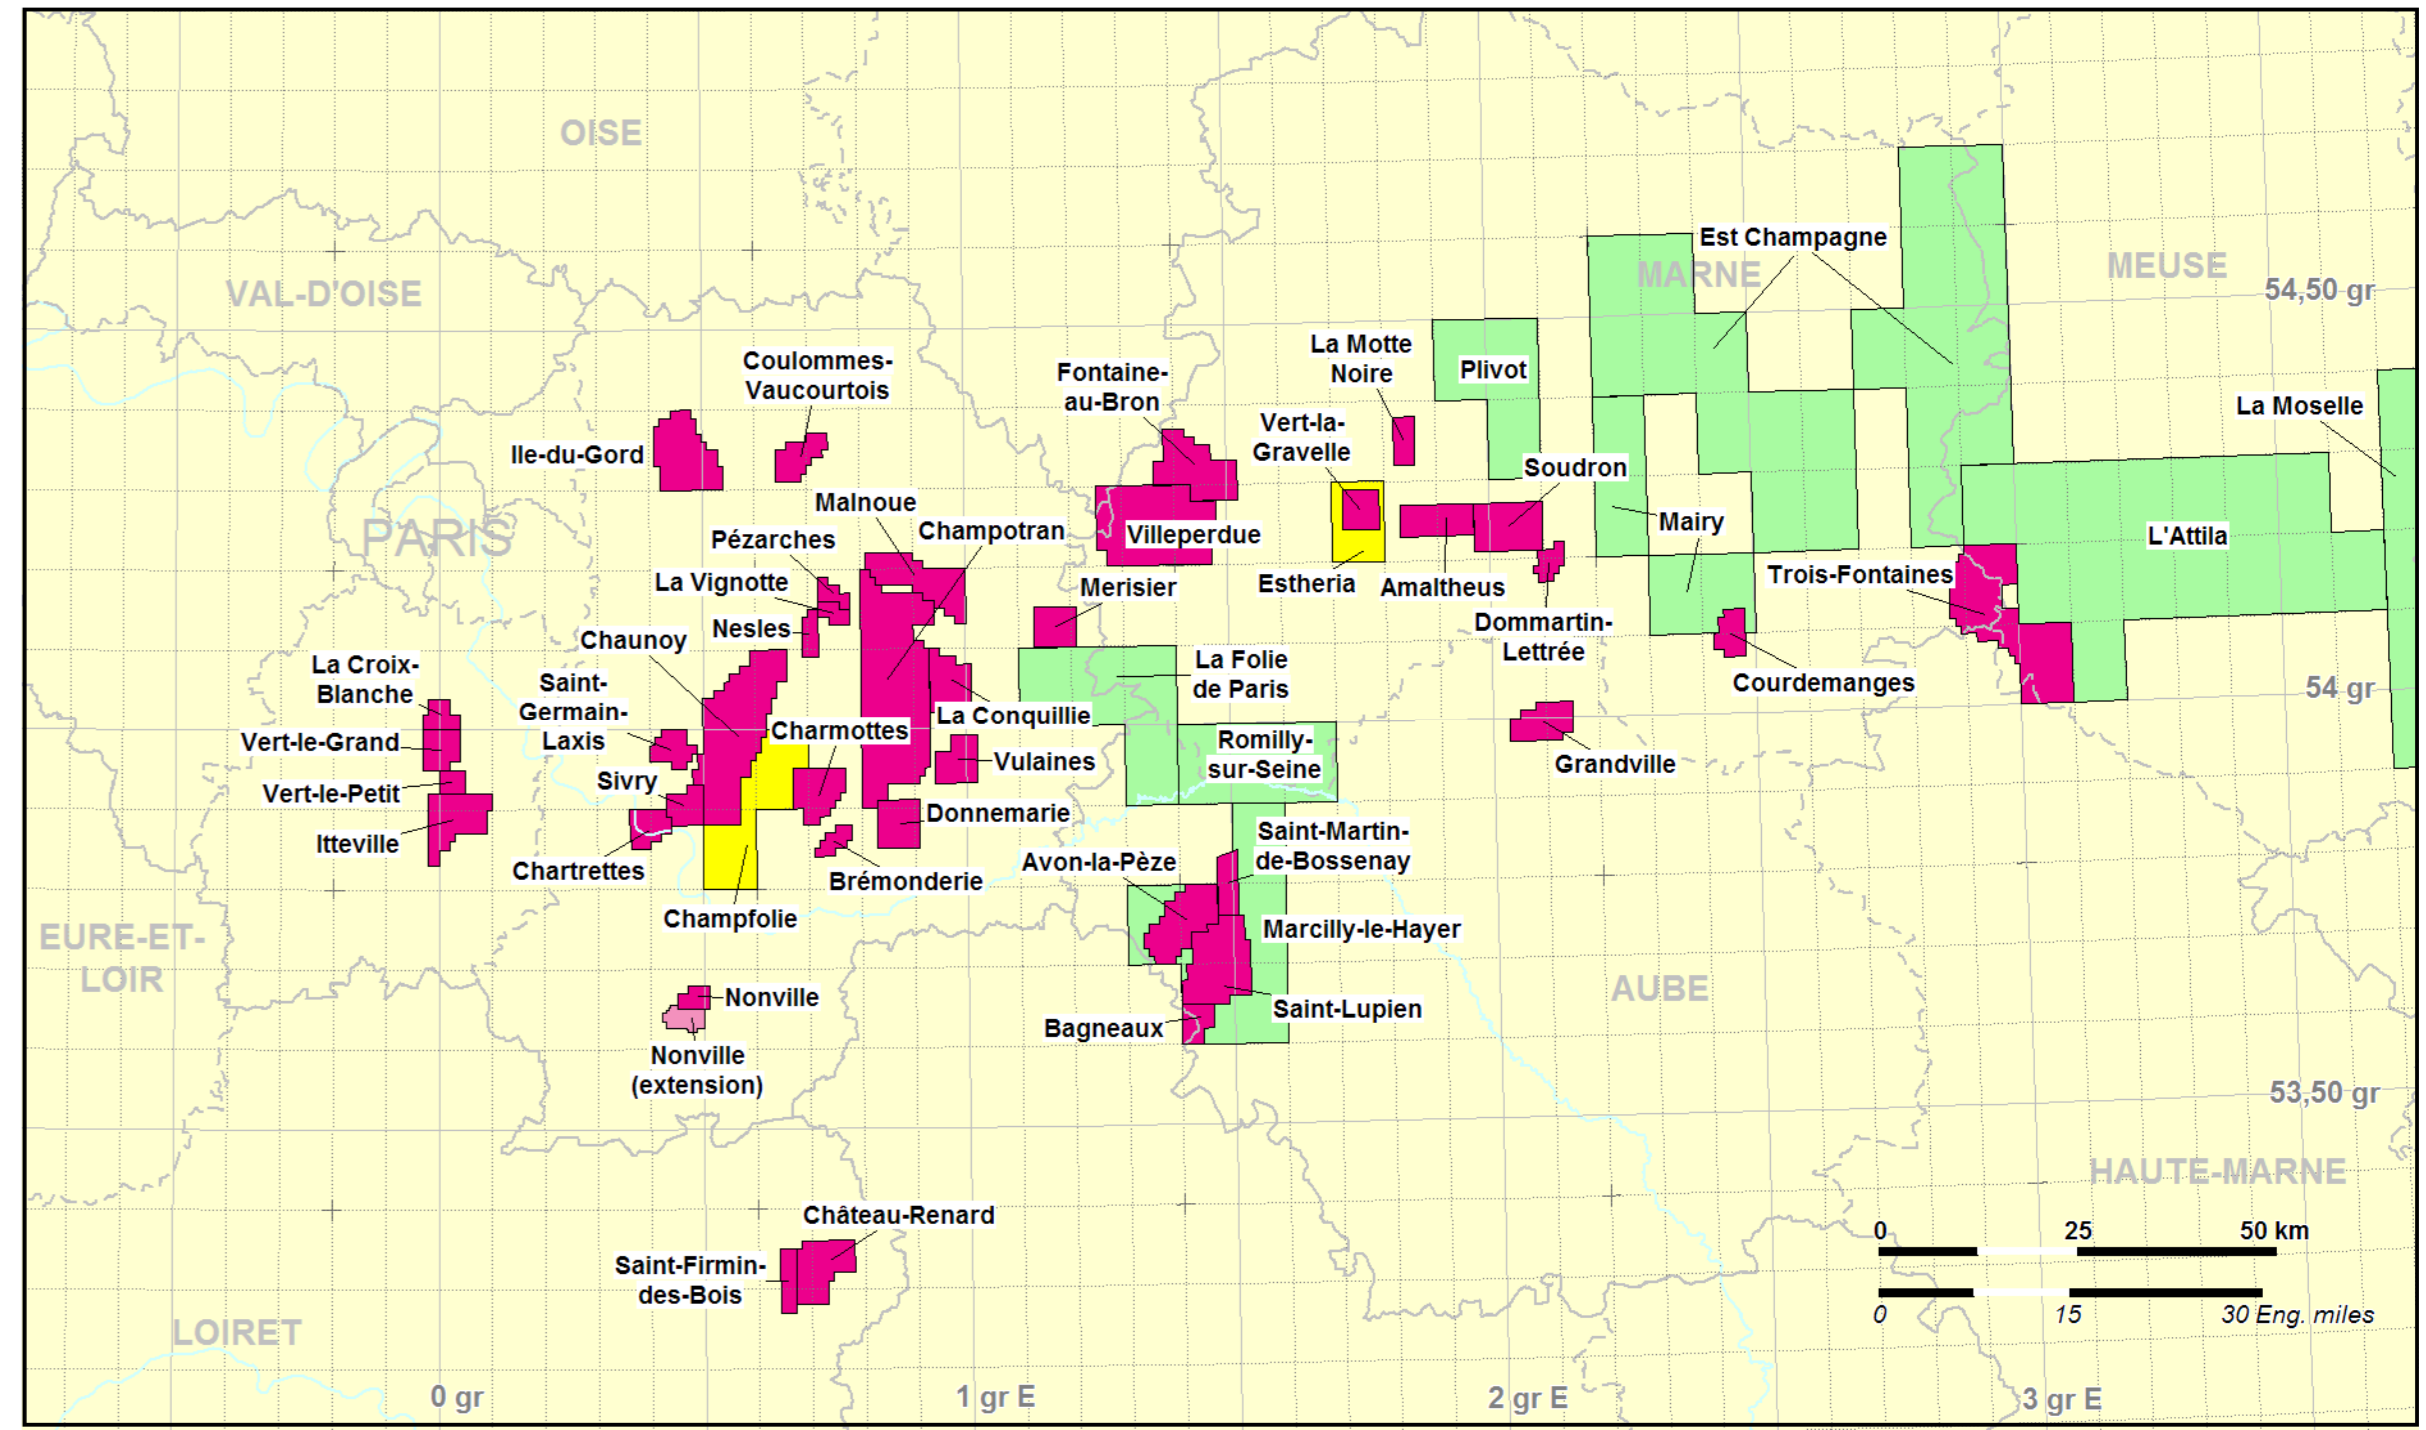 OISE
VAL-D'OISE
PARIS
MARNE
MEUSE
EURE-ET-
LOIR
AUBE
HAUTE-MARNE
LOIRET
Est Champagne
54,50 gr
La Motte
Noire
Coulommes-
Vaucourtois
Fontaine-
au-Bron
Plivot
La Moselle
Vert-la-
Gravelle
Ile-du-Gord
Soudron
Malnoue
Champotran
Mairy
Pézarches
Villeperdue
L'Attila
La Vignotte
Estheria
Amaltheus
Trois-Fontaines
Merisier
Nesles
Chaunoy
Dommartin-
Lettrée
La Croix-
Blanche
Saint-
Germain-
Laxis
La Folie
de Paris
Courdemanges
54 gr
La Conquillie
Charmottes
Vert-le-Grand
Romilly-
sur-Seine
Vulaines
Grandville
Sivry
Vert-le-Petit
Donnemarie
Itteville
Saint-Martin-
de-Bossenay
Chartrettes
Avon-la-Pèze
Brémonderie
Champfolie
Marcilly-le-Hayer
Nonville
Saint-Lupien
Bagneaux
Nonville
(extension)
53,50 gr
Château-Renard
Saint-Firmin-
des-Bois
0 25 50 km
0 15 30 Eng. miles
0 gr
1 gr E
2 gr E
3 gr E